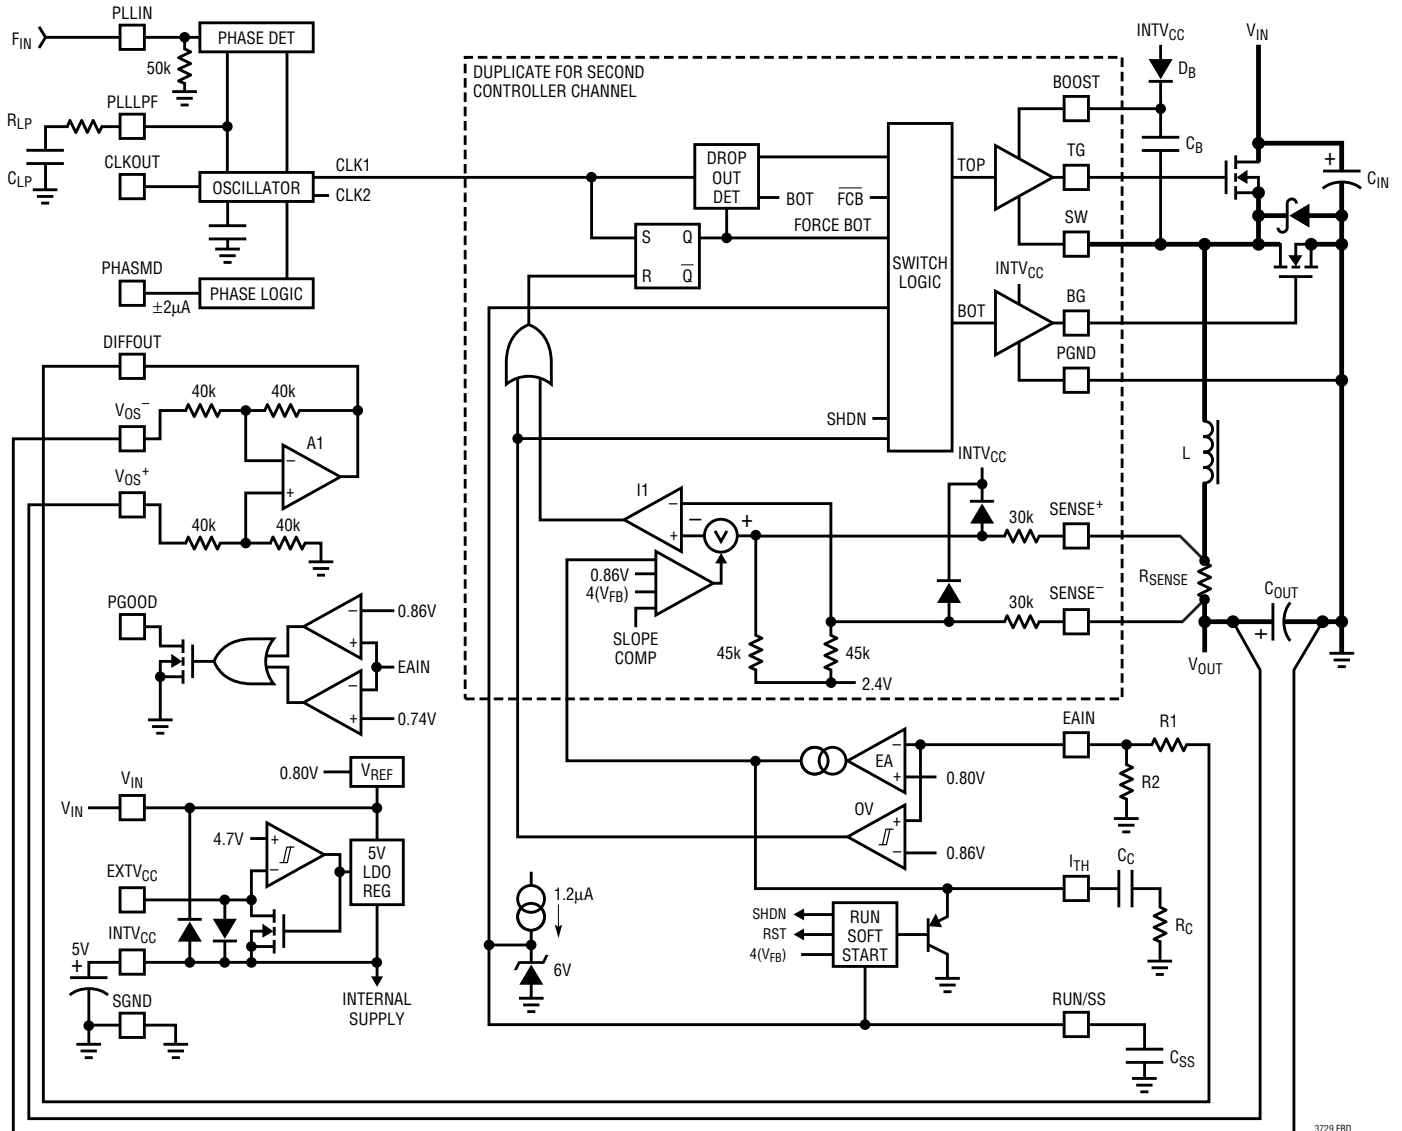 PLLIN
F_IN
PHASE DET
50k
PLLLPF
R_LP
C_LP
CLKOUT
OSCILLATOR
CLK1
CLK2
PHASMD
±2µA
PHASE LOGIC
DIFFOUT
40k
40k
V_OS^−
A1
−
+
V_OS^+
40k
40k
PGOOD
−
0.86V
+
EAIN
−
+
0.74V
0.80V
V_REF
V_IN
V_IN
4.7V
+
−
5V
LDO
REG
EXTV_CC
INTV_CC
5V
+
SGND
INTERNAL
SUPPLY
DUPLICATE FOR SECOND
CONTROLLER CHANNEL
DROP
OUT
DET
BOT
FCB̅
FORCE BOT
S Q
R Q̅
SWITCH
LOGIC
TOP
BOT
SHDN
INTV_CC
INTV_CC
I1
−
+
−
+
V
0.86V
4(V_FB)
SLOPE
COMP
45k
45k
2.4V
30k
30k
BOOST
TG
SW
BG
PGND
SENSE^+
SENSE^−
INTV_CC
D_B
C_B
V_IN
+
C_IN
L
R_SENSE
C_OUT
+
V_OUT
EAIN
R1
R2
EA
−
+
0.80V
OV
+
−
0.86V
I_TH
C_C
R_C
1.2µA
6V
SHDN
RST
4(V_FB)
RUN
SOFT
START
RUN/SS
C_SS
3729 FBD